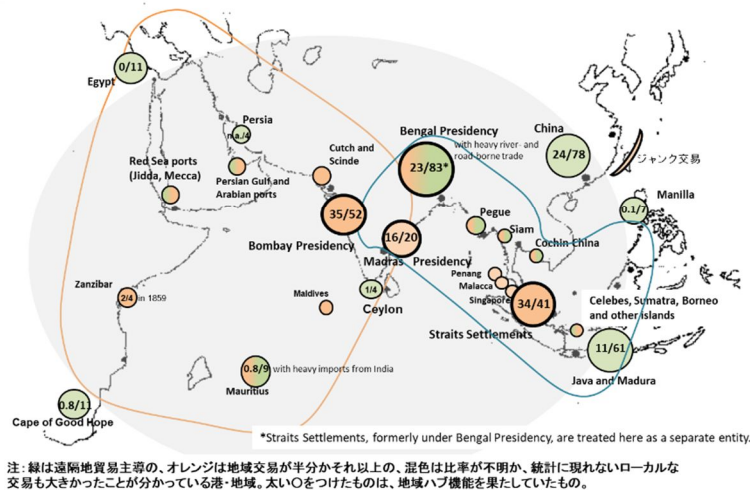 0/11
Egypt
Persia
n.a./4
Red Sea ports
(Jidda, Mecca)
Persian Gulf and
Arabian ports
Cutch and
Scinde
Bengal Presidency
with heavy river- and
road-borne trade
23/83*
China
24/78
ジャンク交易
Manilla
0.1/7
35/52
Bombay Presidency
16/20
Madras Presidency
Pegue
Siam
Cochin China
Penang
Malacca
Singapore
34/41
Straits Settlements
Celebes, Sumatra, Borneo
and other islands
11/61
Java and Madura
1/4
Ceylon
Maldives
Zanzibar
2/4 in 1859
0.8/9 with heavy imports from India
Mauritius
0.8/11
Cape of Good Hope
*Straits Settlements, formerly under Bengal Presidency, are treated here as a separate entity.
注：緑は遠隔地貿易主導の、オレンジは地域交易が半分かそれ以上の、混色は比率が不明か、統計に現れないローカルな
交易も大きかったことが分かっている港・地域。太い〇をつけたものは、地域ハブ機能を果たしていたもの。